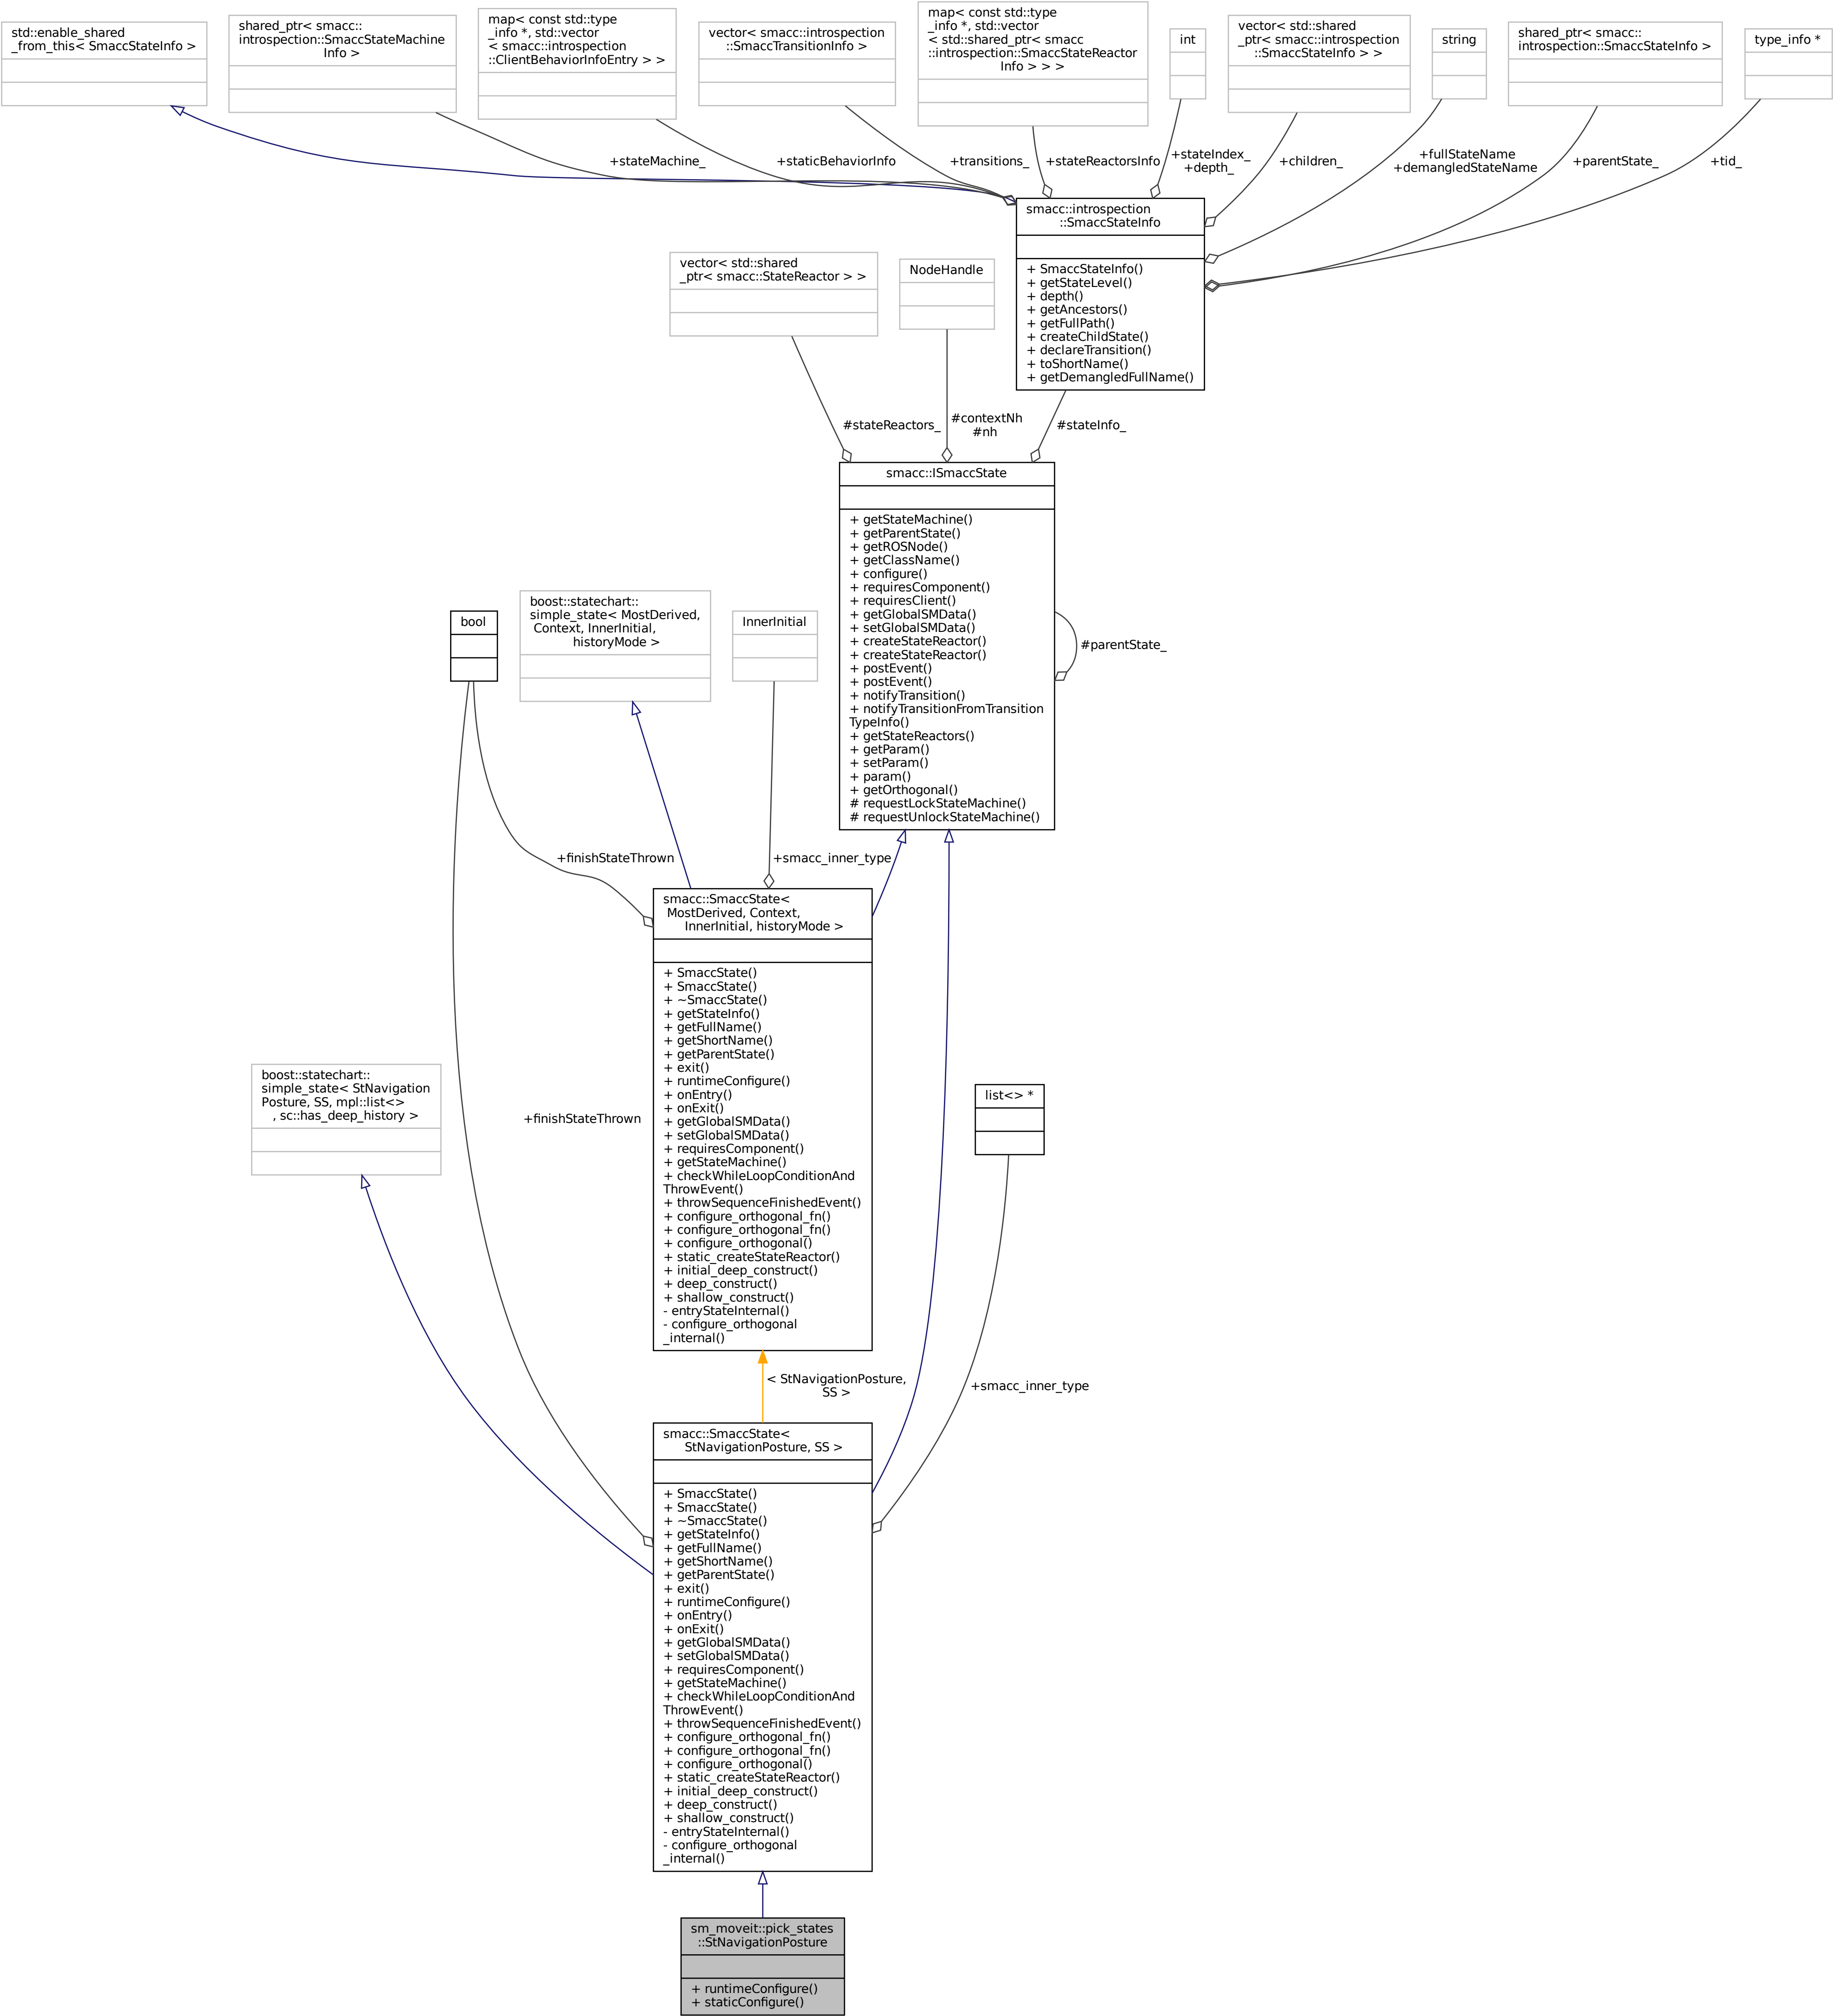 std::enable_shared
_from_this< SmaccStateInfo >
shared_ptr< smacc::
introspection::SmaccStateMachine
Info >
map< const std::type
_info *, std::vector
< smacc::introspection
::ClientBehaviorInfoEntry > >
vector< smacc::introspection
::SmaccTransitionInfo >
map< const std::type
_info *, std::vector
< std::shared_ptr< smacc
::introspection::SmaccStateReactor
Info > > >
int
vector< std::shared
_ptr< smacc::introspection
::SmaccStateInfo > >
string
shared_ptr< smacc::
introspection::SmaccStateInfo >
type_info *
+stateMachine_
+staticBehaviorInfo
+transitions_
+stateReactorsInfo
+stateIndex_
+depth_
+children_
+fullStateName
+demangledStateName
+parentState_
+tid_
smacc::introspection
::SmaccStateInfo
+ SmaccStateInfo()
+ getStateLevel()
+ depth()
+ getAncestors()
+ getFullPath()
+ createChildState()
+ declareTransition()
+ toShortName()
+ getDemangledFullName()
vector< std::shared
_ptr< smacc::StateReactor > >
NodeHandle
#stateReactors_
#contextNh
#nh
#stateInfo_
smacc::ISmaccState
+ getStateMachine()
+ getParentState()
+ getROSNode()
+ getClassName()
+ configure()
+ requiresComponent()
+ requiresClient()
+ getGlobalSMData()
+ setGlobalSMData()
+ createStateReactor()
+ createStateReactor()
+ postEvent()
+ postEvent()
+ notifyTransition()
+ notifyTransitionFromTransition
TypeInfo()
+ getStateReactors()
+ getParam()
+ setParam()
+ param()
+ getOrthogonal()
# requestLockStateMachine()
# requestUnlockStateMachine()
#parentState_
bool
boost::statechart::
simple_state< MostDerived,
Context, InnerInitial,
historyMode >
InnerInitial
+finishStateThrown
+smacc_inner_type
smacc::SmaccState<
MostDerived, Context,
InnerInitial, historyMode >
+ SmaccState()
+ SmaccState()
+ ~SmaccState()
+ getStateInfo()
+ getFullName()
+ getShortName()
+ getParentState()
+ exit()
+ runtimeConfigure()
+ onEntry()
+ onExit()
+ getGlobalSMData()
+ setGlobalSMData()
+ requiresComponent()
+ getStateMachine()
+ checkWhileLoopConditionAnd
ThrowEvent()
+ throwSequenceFinishedEvent()
+ configure_orthogonal_fn()
+ configure_orthogonal_fn()
+ configure_orthogonal()
+ static_createStateReactor()
+ initial_deep_construct()
+ deep_construct()
+ shallow_construct()
- entryStateInternal()
- configure_orthogonal
_internal()
boost::statechart::
simple_state< StNavigation
Posture, SS, mpl::list<>
, sc::has_deep_history >
+finishStateThrown
list<> *
< StNavigationPosture,
SS >
+smacc_inner_type
smacc::SmaccState<
StNavigationPosture, SS >
+ SmaccState()
+ SmaccState()
+ ~SmaccState()
+ getStateInfo()
+ getFullName()
+ getShortName()
+ getParentState()
+ exit()
+ runtimeConfigure()
+ onEntry()
+ onExit()
+ getGlobalSMData()
+ setGlobalSMData()
+ requiresComponent()
+ getStateMachine()
+ checkWhileLoopConditionAnd
ThrowEvent()
+ throwSequenceFinishedEvent()
+ configure_orthogonal_fn()
+ configure_orthogonal_fn()
+ configure_orthogonal()
+ static_createStateReactor()
+ initial_deep_construct()
+ deep_construct()
+ shallow_construct()
- entryStateInternal()
- configure_orthogonal
_internal()
sm_moveit::pick_states
::StNavigationPosture
+ runtimeConfigure()
+ staticConfigure()